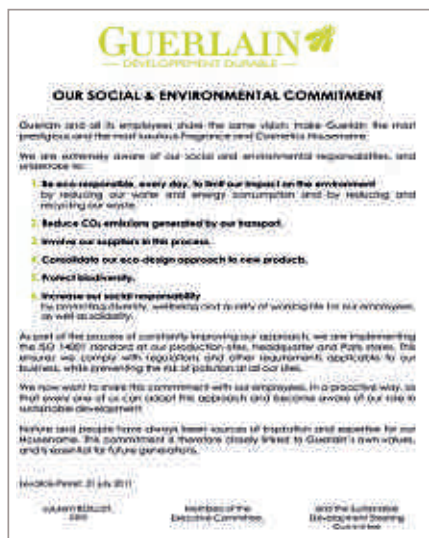 GUERLAIN
DÉVELOPPEMENT DURABLE
OUR SOCIAL & ENVIRONMENTAL COMMITMENT
Guerlain and all its employees share the same vision: make Guerlain the most
prestigious and the most luxurious Fragrance and Cosmetics Housename.
We are extremely aware of our social and environmental responsibilities, and
undertake to:
1. Be eco-responsible, every day, to limit our impact on the environment
by reducing our water and energy consumption and by reducing and
recycling our waste.
2. Reduce CO₂ emissions generated by our transport.
3. Involve our suppliers in this process.
4. Consolidate our eco-design approach to new products.
5. Protect biodiversity.
6. Increase our social responsibility
by promoting diversity, wellbeing and quality of working life for our employees,
as well as solidarity.
As part of the process of constantly improving our approach, we are implementing
the ISO 14001 standard at our production sites, headquarter and Paris stores. This
ensures we comply with regulations and other requirements applicable to our
business, while preventing the risk of pollution at all our sites.
We now want to share this commitment with our employees, in a proactive way, so
that every one of us can adopt this approach and become aware of our role in
sustainable development.
Nature and people have always been sources of inspiration and expertise for our
Housename. This commitment is therefore closely linked to Guerlain's own values,
and is essential for future generations.
Levallois-Perret, 21 july 2011
Laurent BOILLOT,
CEO
Members of the
Executive Committee,
and the Sustainable
Development Steering
Committee